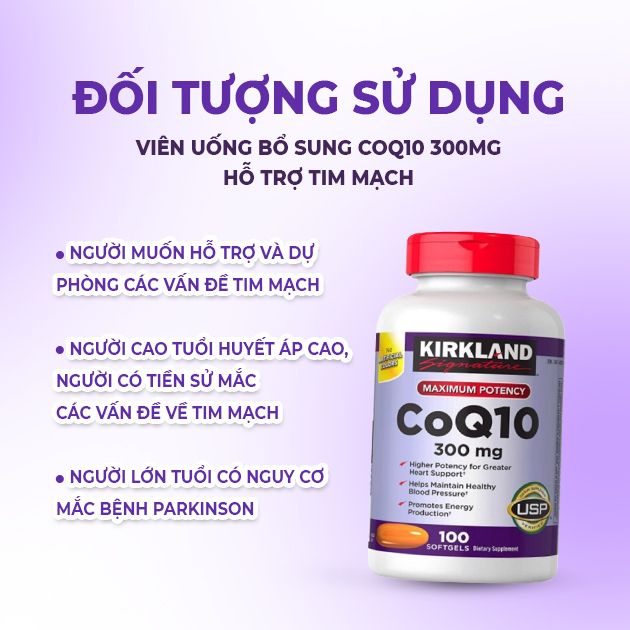 ĐỐI TƯỢNG SỬ DỤNG
VIÊN UỐNG BỔ SUNG COQ10 300MG
HỖ TRỢ TIM MẠCH
• NGƯỜI MUỐN HỖ TRỢ VÀ DỰ
PHÒNG CÁC VẤN ĐỀ TIM MẠCH
• NGƯỜI CAO TUỔI HUYẾT ÁP CAO,
NGƯỜI CÓ TIỀN SỬ MẮC
CÁC VẤN ĐỀ VỀ TIM MẠCH
• NGƯỜI LỚN TUỔI CÓ NGUY CƠ
MẮC BỆNH PARKINSON
KIRKLAND
Signature
MAXIMUM POTENCY
CoQ10
300 mg
Higher Potency for Greater
Heart Support†
Helps Maintain Healthy
Blood Pressure†
Promotes Energy
Production†
USP
100
SOFTGELS Dietary Supplement